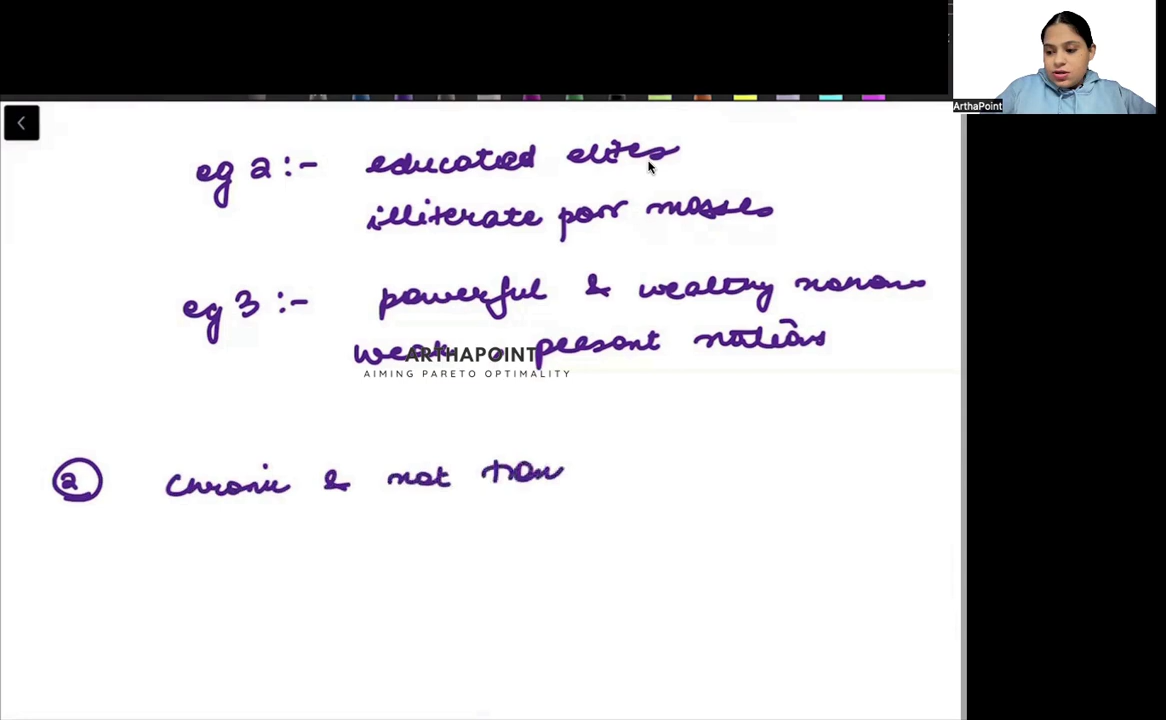 ArthaPoint
eg 2 :- educated elites
illiterate poor masses
eg 3 :- powerful & wealthy nations
weak , peasant nations
ARTHAPOINT
AIMING PARETO OPTIMALITY
2 chronic & not tran